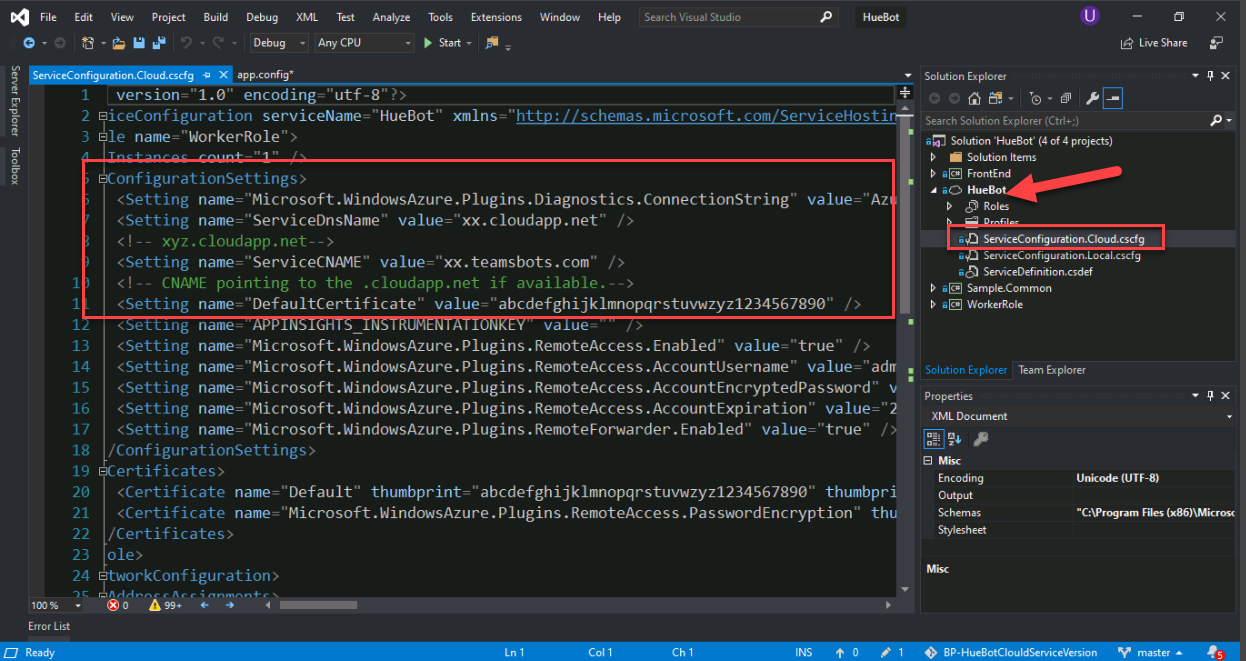 File Edit View Project Build Debug XML Test Analyze Tools Extensions Window Help Search Visual Studio HueBot U
Debug Any CPU Start Live Share
Server Explorer
Toolbox
ServiceConfiguration.Cloud.cscfg app.config*
1 version="1.0" encoding="utf-8"?>
2 iceConfiguration serviceName="HueBot" xmlns="http://schemas.microsoft.com/ServiceHostin
3 le name="WorkerRole">
4 Instances count="1" />
5 ConfigurationSettings>
6 <Setting name="Microsoft.WindowsAzure.Plugins.Diagnostics.ConnectionString" value="Azu
7 <Setting name="ServiceDnsName" value="xx.cloudapp.net" />
8 <!-- xyz.cloudapp.net-->
9 <Setting name="ServiceCNAME" value="xx.teamsbots.com" />
10 <!-- CNAME pointing to the .cloudapp.net if available.-->
11 <Setting name="DefaultCertificate" value="abcdefghijklmnopqrstuvwzyz1234567890" />
12 <Setting name="APPINSIGHTS_INSTRUMENTATIONKEY" value="" />
13 <Setting name="Microsoft.WindowsAzure.Plugins.RemoteAccess.Enabled" value="true" />
14 <Setting name="Microsoft.WindowsAzure.Plugins.RemoteAccess.AccountUsername" value="adm
15 <Setting name="Microsoft.WindowsAzure.Plugins.RemoteAccess.AccountEncryptedPassword" v
16 <Setting name="Microsoft.WindowsAzure.Plugins.RemoteAccess.AccountExpiration" value="2
17 <Setting name="Microsoft.WindowsAzure.Plugins.RemoteForwarder.Enabled" value="true" />
18 /ConfigurationSettings>
19 Certificates>
20 <Certificate name="Default" thumbprint="abcdefghijklmnopqrstuvwzyz1234567890" thumbpri
21 <Certificate name="Microsoft.WindowsAzure.Plugins.RemoteAccess.PasswordEncryption" thu
22 /Certificates>
23 ole>
24 tworkConfiguration>
25 AddressAssignments>
100 % 0 99+
Error List
Solution Explorer
Search Solution Explorer (Ctrl+;)
Solution 'HueBot' (4 of 4 projects)
Solution Items
FrontEnd
HueBot
Roles
Profiles
ServiceConfiguration.Cloud.cscfg
ServiceConfiguration.Local.cscfg
ServiceDefinition.csdef
Sample.Common
WorkerRole
Solution Explorer Team Explorer
Properties
XML Document
Misc
Encoding Unicode (UTF-8)
Output
Schemas "C:\Program Files (x86)\Microso
Stylesheet
Misc
Ready Ln 1 Col 1 Ch 1 INS 0 1 BP-HueBotClouldServiceVersion master 5